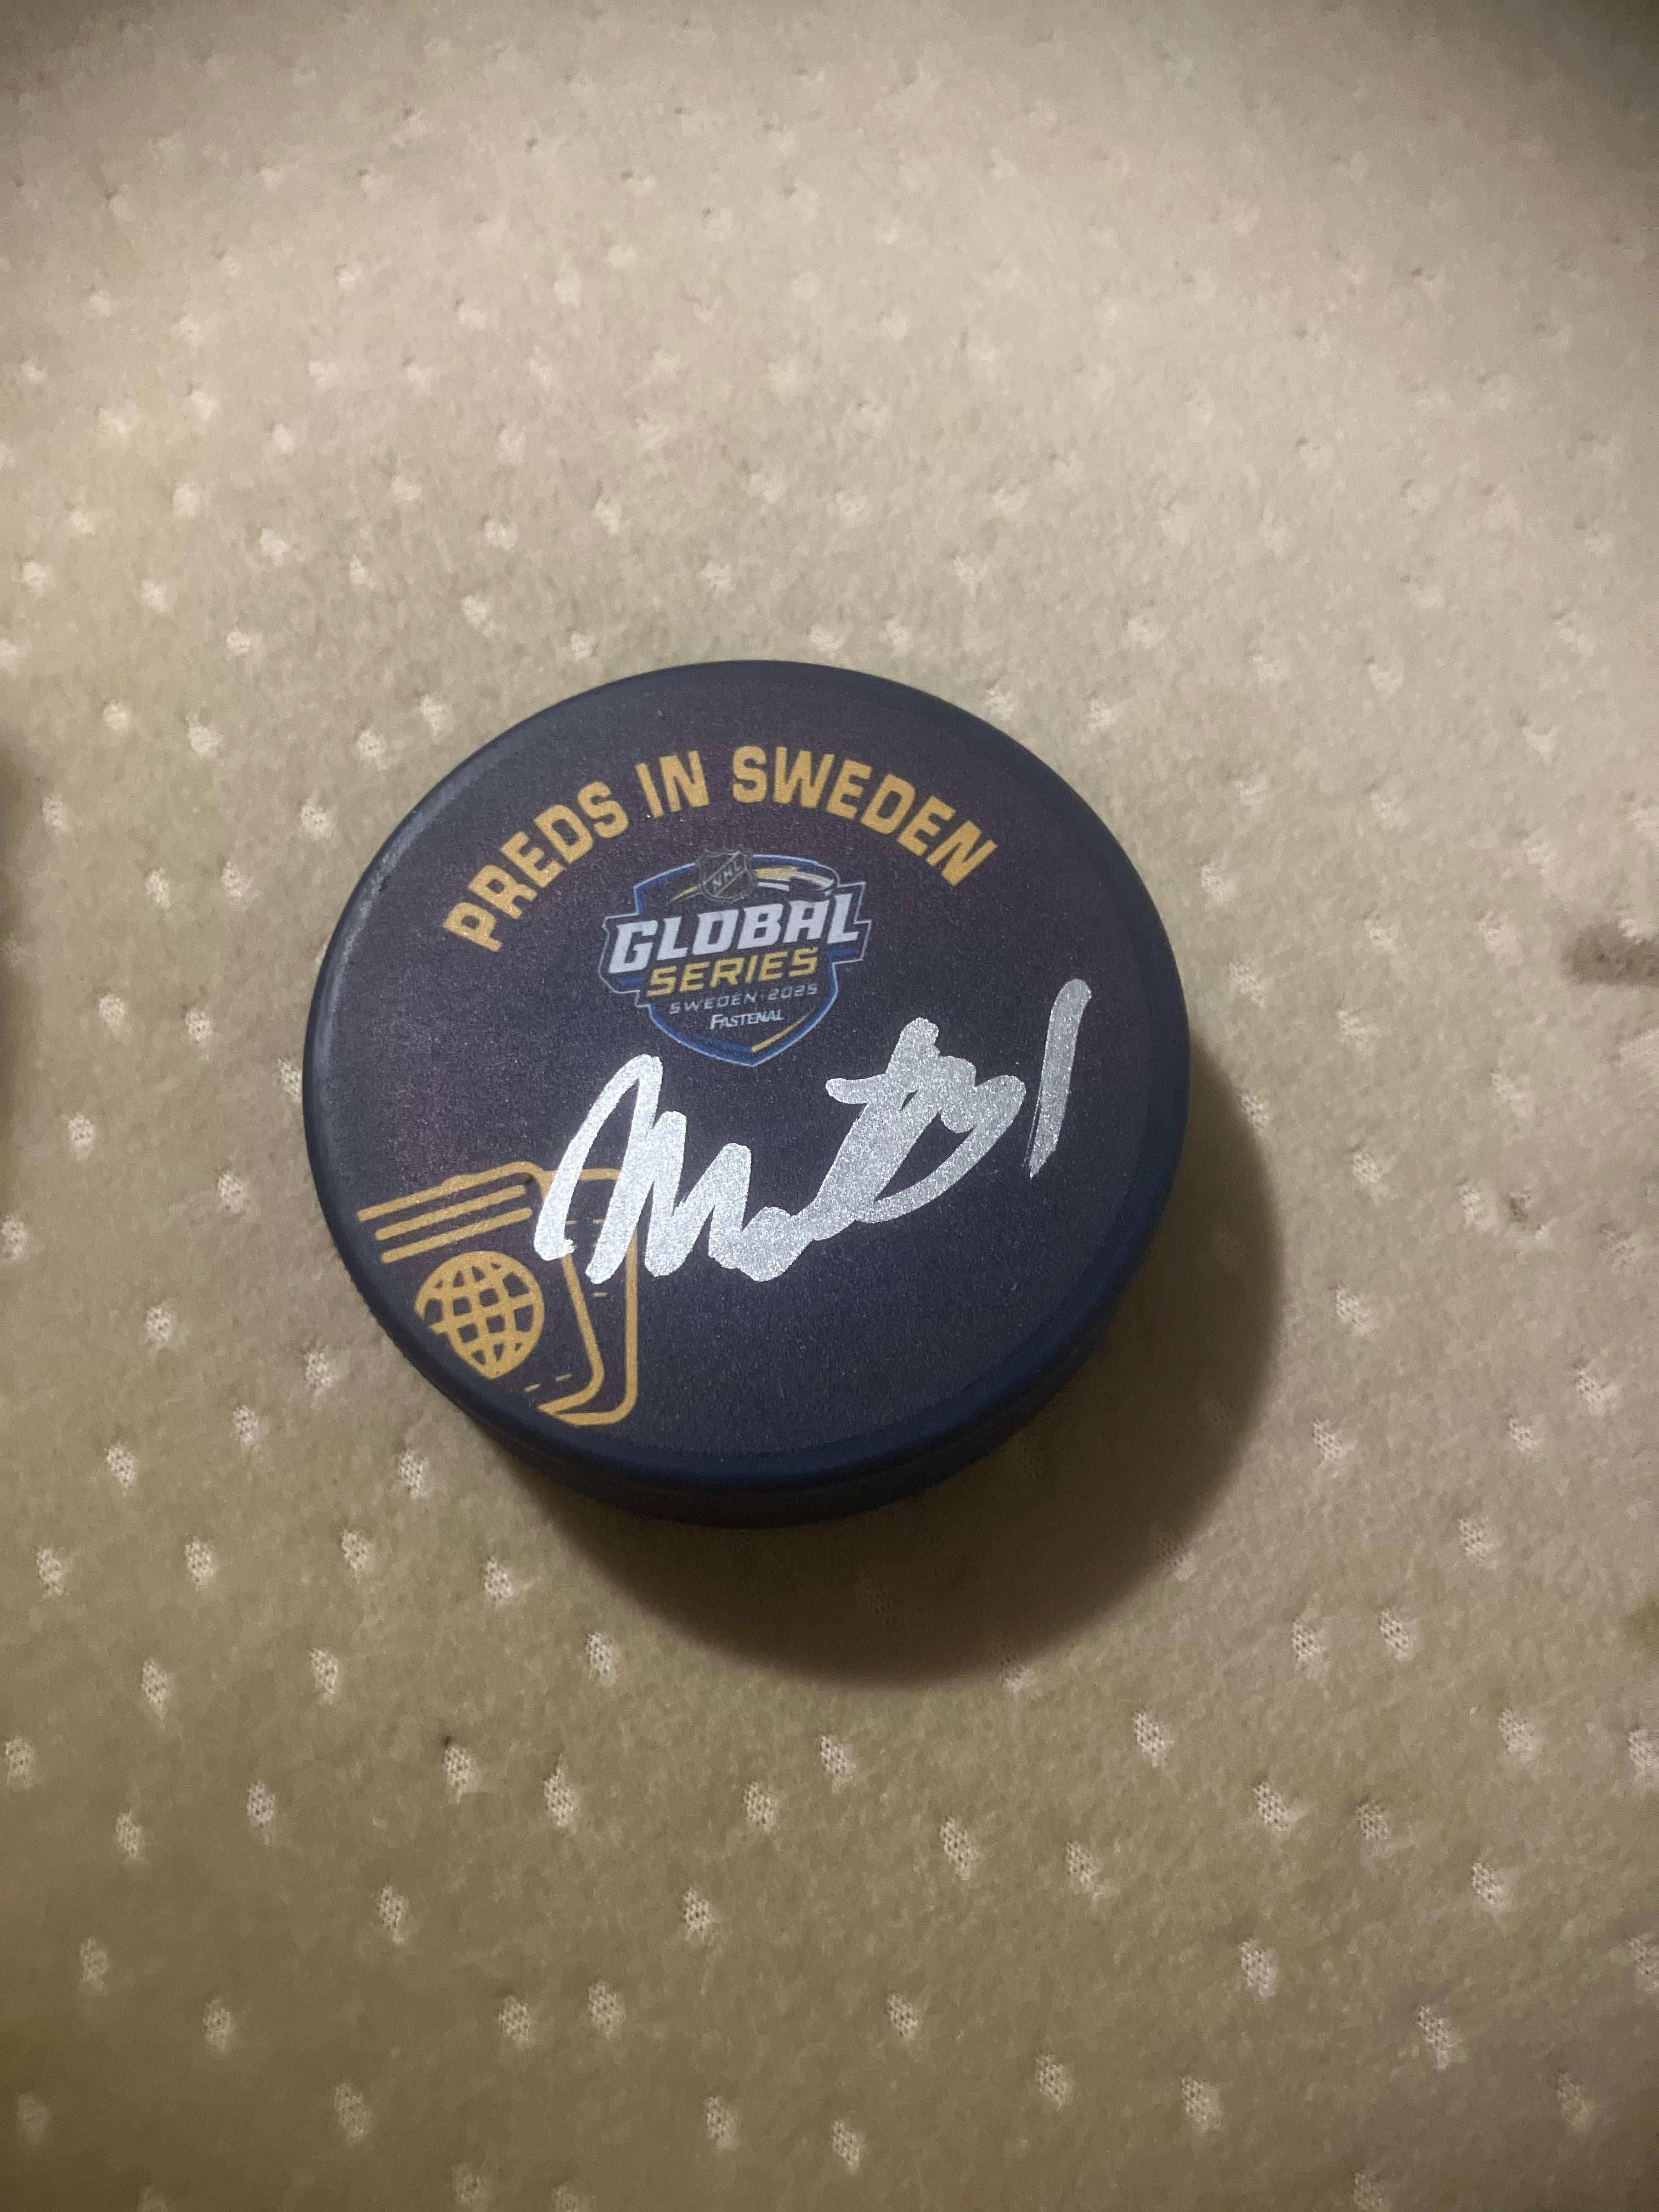 PREDS IN SWEDEN
NHL
GLOBAL
SERIES
SWEDEN·2025
FASTENAL